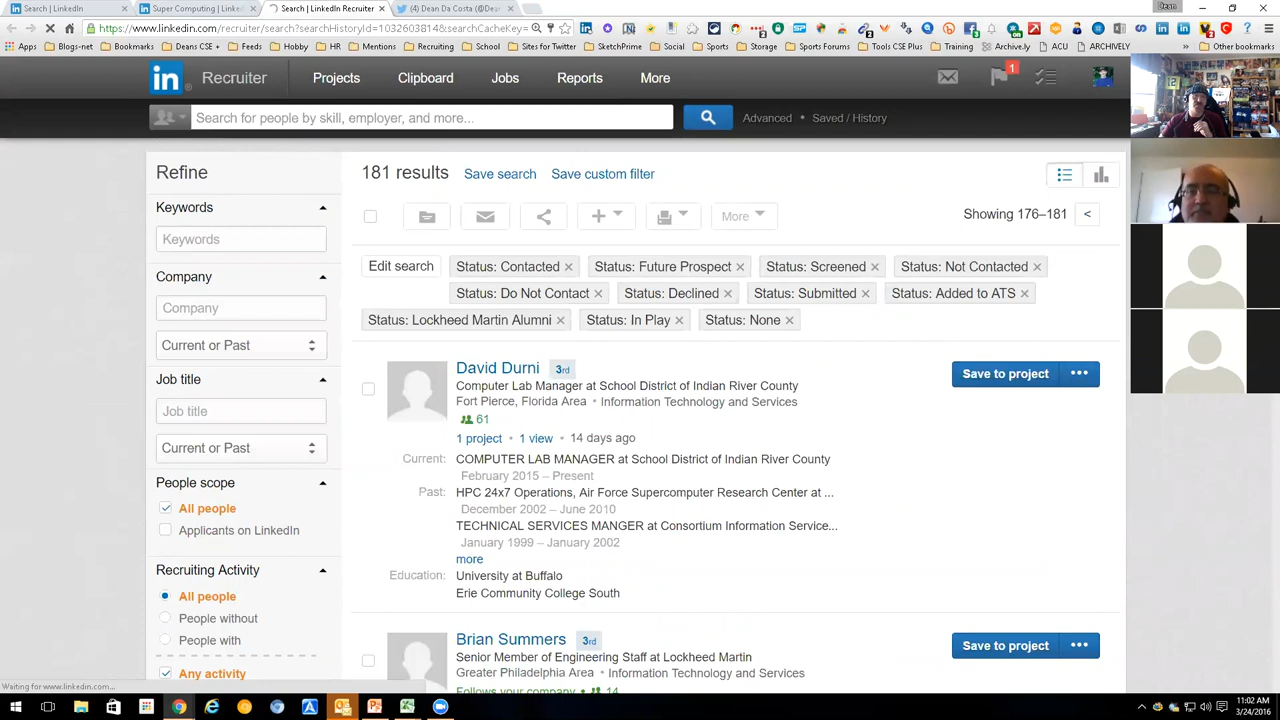 Search | LinkedIn
Super Computing | LinkedI
Search | LinkedIn Recruiter
(4) Dean Da Costa (@Dea
Dean
https://www.linkedin.com/recruiter/search?searchHistoryId=1032603814&searchCacheKey=
Apps
Blogs-net
Bookmarks
Deans CSE +
Feeds
Hobby
HR
Mentions
Recruiting
School
Sites for Twitter
SketchPrime
Social
Sports
Storage
Sports Forums
Tools CSE Plus
Training
Archive.ly
ACU
ARCHIVELY
Other bookmarks
in Recruiter
Projects
Clipboard
Jobs
Reports
More
1
Search for people by skill, employer, and more...
Advanced • Saved / History
Refine
Keywords
Keywords
Company
Company
Current or Past
Job title
Job title
Current or Past
People scope
All people
Applicants on LinkedIn
Recruiting Activity
All people
People without
People with
Any activity
181 results
Save search
Save custom filter
More
Showing 176–181
<
Edit search
Status: Contacted ×
Status: Future Prospect ×
Status: Screened ×
Status: Not Contacted ×
Status: Do Not Contact ×
Status: Declined ×
Status: Submitted ×
Status: Added to ATS ×
Status: Lockheed Martin Alumni ×
Status: In Play ×
Status: None ×
David Durni 3rd
Save to project •••
Computer Lab Manager at School District of Indian River County
Fort Pierce, Florida Area • Information Technology and Services
61
1 project • 1 view • 14 days ago
Current: COMPUTER LAB MANAGER at School District of Indian River County
February 2015 – Present
Past: HPC 24x7 Operations, Air Force Supercomputer Research Center at ...
December 2002 – June 2010
TECHNICAL SERVICES MANGER at Consortium Information Service...
January 1999 – January 2002
more
Education: University at Buffalo
Erie Community College South
Brian Summers 3rd
Save to project •••
Senior Member of Engineering Staff at Lockheed Martin
Greater Philadelphia Area • Information Technology and Services
Follows your company • 14
Waiting for www.linkedin.com...
11:02 AM
3/24/2016